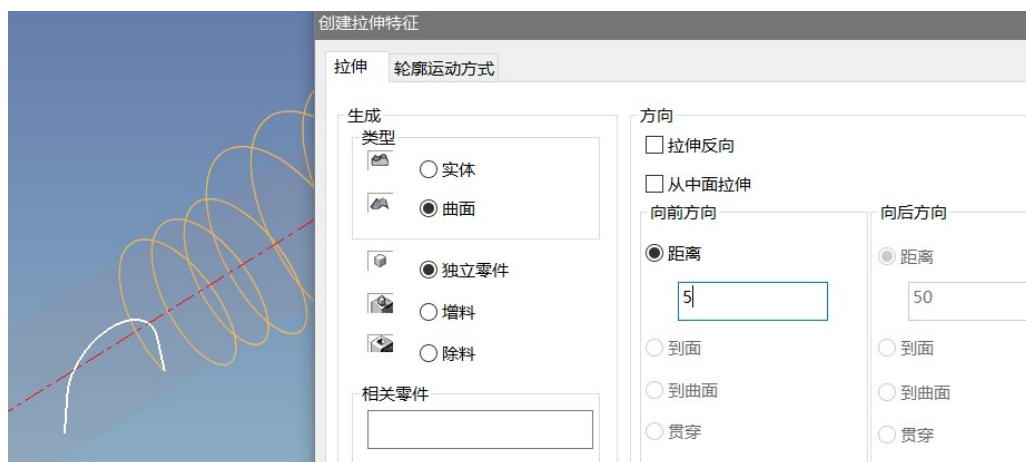 创建拉伸特征
拉伸 轮廓运动方式
生成
类型
实体
曲面
独立零件
增料
除料
相关零件
方向
拉伸反向
从中面拉伸
向前方向
距离
5
到面
到曲面
贯穿
向后方向
距离
50
到面
到曲面
贯穿